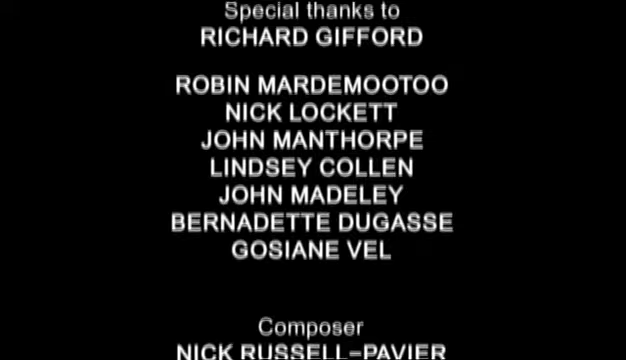 Special thanks to
RICHARD GIFFORD
ROBIN MARDEMOOTOO
NICK LOCKETT
JOHN MANTHORPE
LINDSEY COLLEN
JOHN MADELEY
BERNADETTE DUGASSE
GOSIANE VEL
Composer
NICK RUSSELL-PAVIER